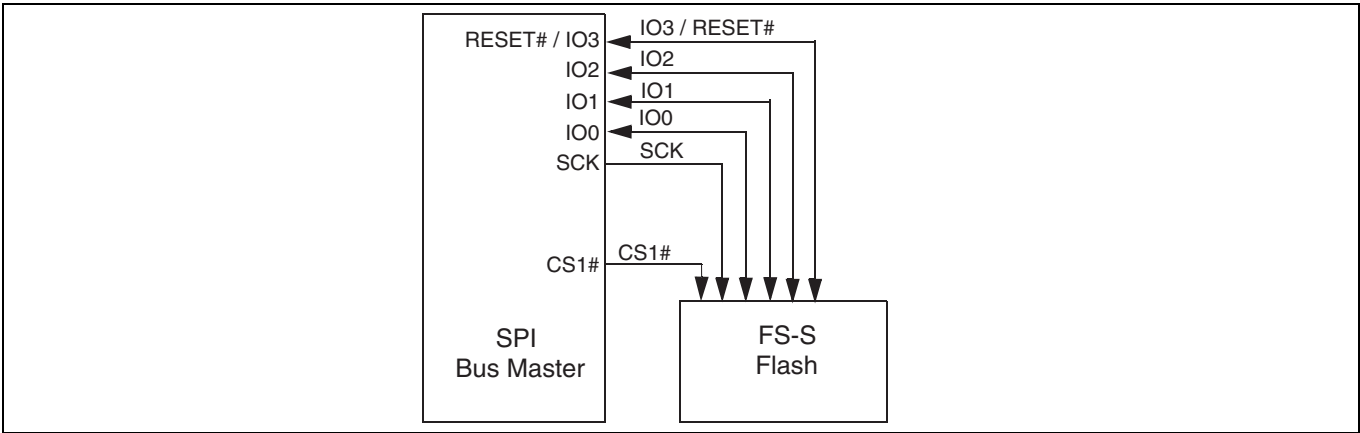 RESET# / IO3 IO3 / RESET#
IO2 IO2
IO1 IO1
IO0 IO0
SCK SCK
CS1# CS1#
SPI
Bus Master
FS-S
Flash